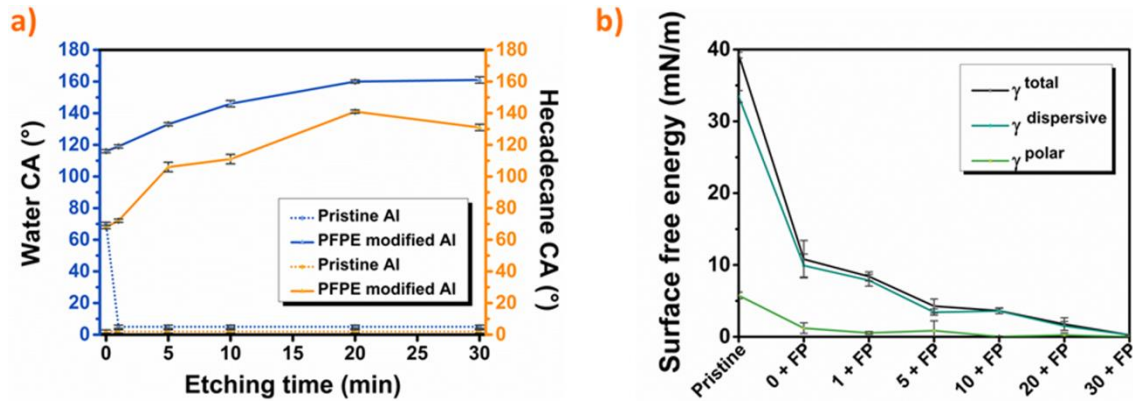 a)
Water CA (°)
180
160
140
120
100
80
60
40
20
0
Pristine Al
PFPE modified Al
Pristine Al
PFPE modified Al
180
160
140
120
100
80
60
40
20
0
Hecadecane CA (°)
0 5 10 20 30
Etching time (min)
b)
Surface free energy (mN/m)
40
30
20
10
0
γ total
γ dispersive
γ polar
Pristine
0 + FP
1 + FP
5 + FP
10 + FP
20 + FP
30 + FP